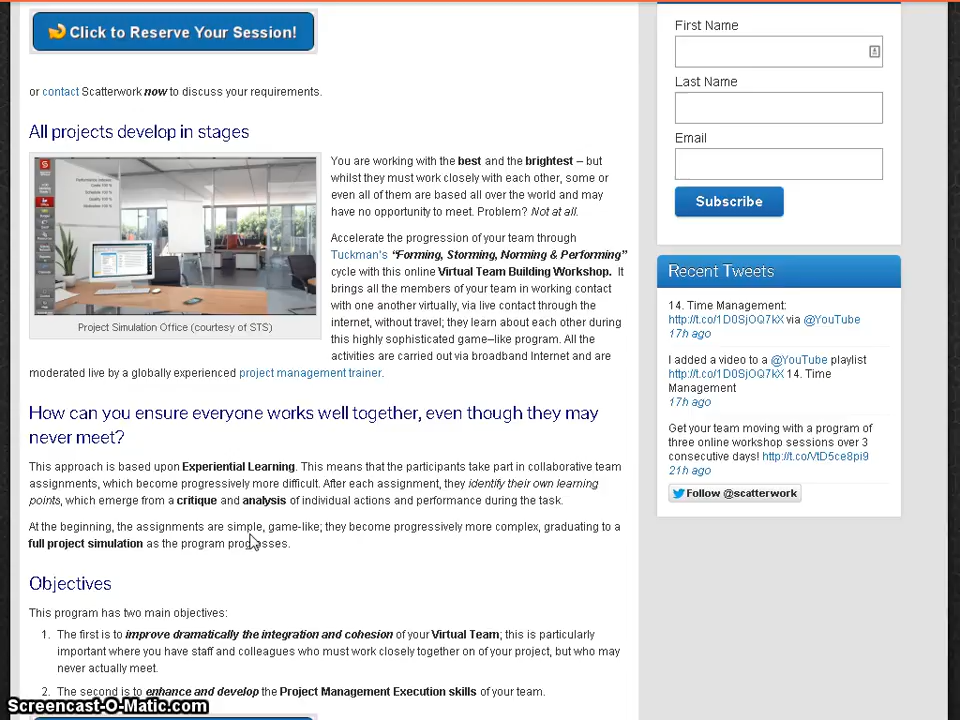 Click to Reserve Your Session!
or contact Scatterwork now to discuss your requirements.
All projects develop in stages
Project Simulation Office (courtesy of STS)
You are working with the best and the brightest – but
whilst they must work closely with each other, some or
even all of them are based all over the world and may
have no opportunity to meet. Problem? Not at all.
Accelerate the progression of your team through
Tuckman's “Forming, Storming, Norming & Performing”
cycle with this online Virtual Team Building Workshop. It
brings all the members of your team in working contact
with one another virtually, via live contact through the
internet, without travel; they learn about each other during
this highly sophisticated game–like program. All the
activities are carried out via broadband Internet and are
moderated live by a globally experienced project management trainer.
How can you ensure everyone works well together, even though they may
never meet?
This approach is based upon Experiential Learning. This means that the participants take part in collaborative team
assignments, which become progressively more difficult. After each assignment, they identify their own learning
points, which emerge from a critique and analysis of individual actions and performance during the task.
At the beginning, the assignments are simple, game-like; they become progressively more complex, graduating to a
full project simulation as the program progresses.
Objectives
This program has two main objectives:
1. The first is to improve dramatically the integration and cohesion of your Virtual Team; this is particularly
important where you have staff and colleagues who must work closely together on of your project, but who may
never actually meet.
2. The second is to enhance and develop the Project Management Execution skills of your team.
First Name
Last Name
Email
Subscribe
Recent Tweets
14. Time Management:
http://t.co/1D0SjOQ7kX via @YouTube
17h ago
I added a video to a @YouTube playlist
http://t.co/1D0SjOQ7kX 14. Time
Management
17h ago
Get your team moving with a program of
three online workshop sessions over 3
consecutive days! http://t.co/VtD5ce8pi9
21h ago
Follow @scatterwork
Screencast-O-Matic.com